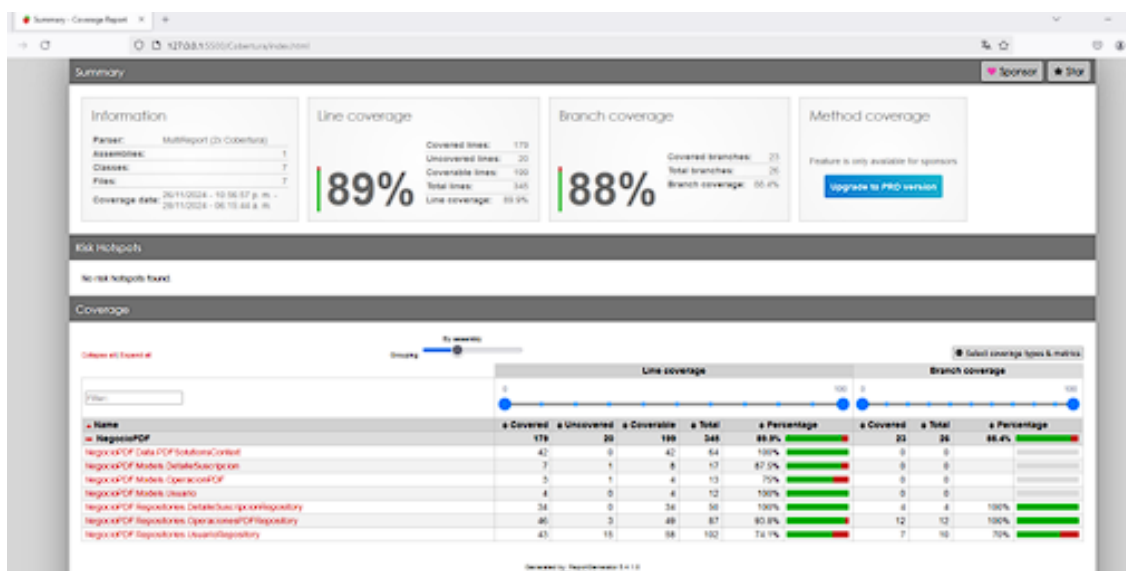 Summary - Coverage Report
127.0.0.1:5500/Cobertura/index.html
Summary
Sponsor
Star
Information
Parser: MultiReport (2x Cobertura)
Assemblies: 1
Classes: 7
Files: 7
Coverage date: 26/11/2024 -
Line coverage
89%
Covered lines: 179
Uncovered lines: 20
Coverable lines: 199
Total lines: 345
Line coverage: 89.9%
Branch coverage
88%
Covered branches: 23
Total branches: 26
Branch coverage: 88.4%
Method coverage
Feature is only available for sponsors
Upgrade to PRO version
Risk Hotspots
No risk hotspots found.
Coverage
Collapse all | Expand all
By assembly
Grouping
Select coverage types & metrics
Line coverage Branch coverage
Filter:
0 100 0 100
Name Covered Uncovered Coverable Total Percentage Covered Total Percentage
NegocioPDF 179 20 199 345 89.9% 23 26 88.4%
NegocioPDF.Data.PDFSolutionsContext 42 0 42 64 100% 0 0
NegocioPDF.Models.DetalleSuscripcion 7 1 8 17 87.5% 0 0
NegocioPDF.Models.OperacionPDF 3 1 4 13 75% 0 0
NegocioPDF.Models.Usuario 4 0 4 12 100% 0 0
NegocioPDF.Repositories.DetalleSuscripcionRepository 34 0 34 50 100% 4 4 100%
NegocioPDF.Repositories.OperacionesPDFRepository 46 3 49 87 93.8% 12 12 100%
NegocioPDF.Repositories.UsuarioRepository 43 15 58 102 74.1% 7 10 70%
Generated by: ReportGenerator